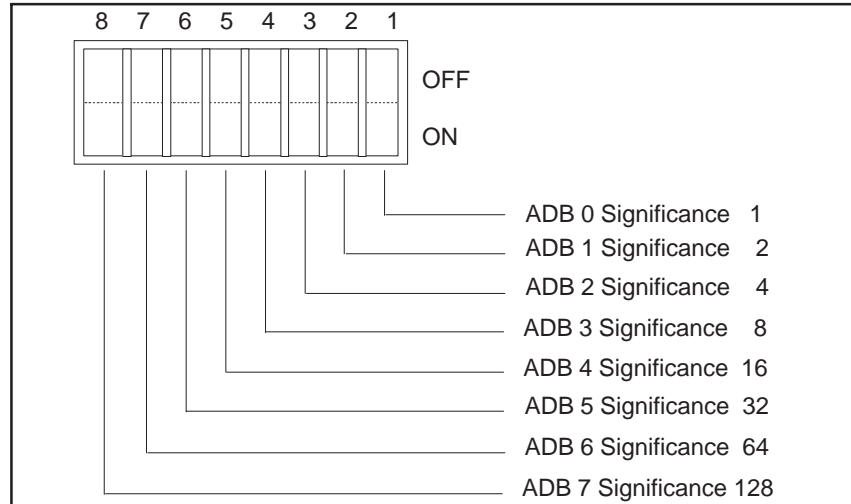 8 7 6 5 4 3 2 1
OFF
ON
ADB 0 Significance 1
ADB 1 Significance 2
ADB 2 Significance 4
ADB 3 Significance 8
ADB 4 Significance 16
ADB 5 Significance 32
ADB 6 Significance 64
ADB 7 Significance 128